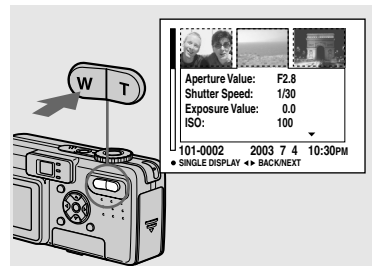 W T
Aperture Value: F2.8
Shutter Speed: 1/30
Exposure Value: 0.0
ISO: 100
101-0002 2003 7 4 10:30PM
● SINGLE DISPLAY ◂▸ BACK/NEXT